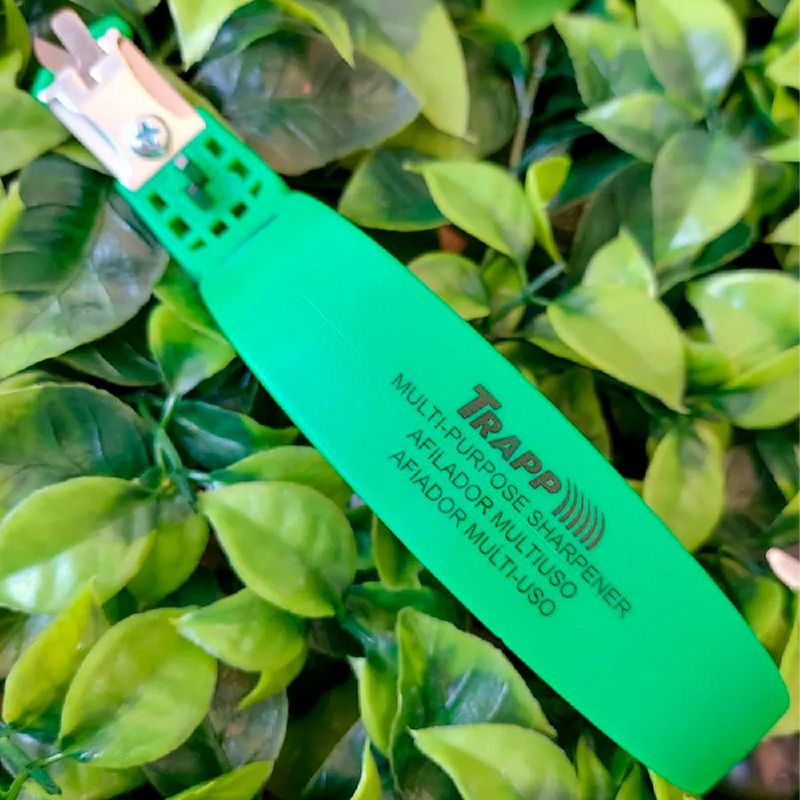 TRAPP
MULTI-PURPOSE SHARPENER
AFILADOR MULTIUSO
AFIADOR MULTI-USO